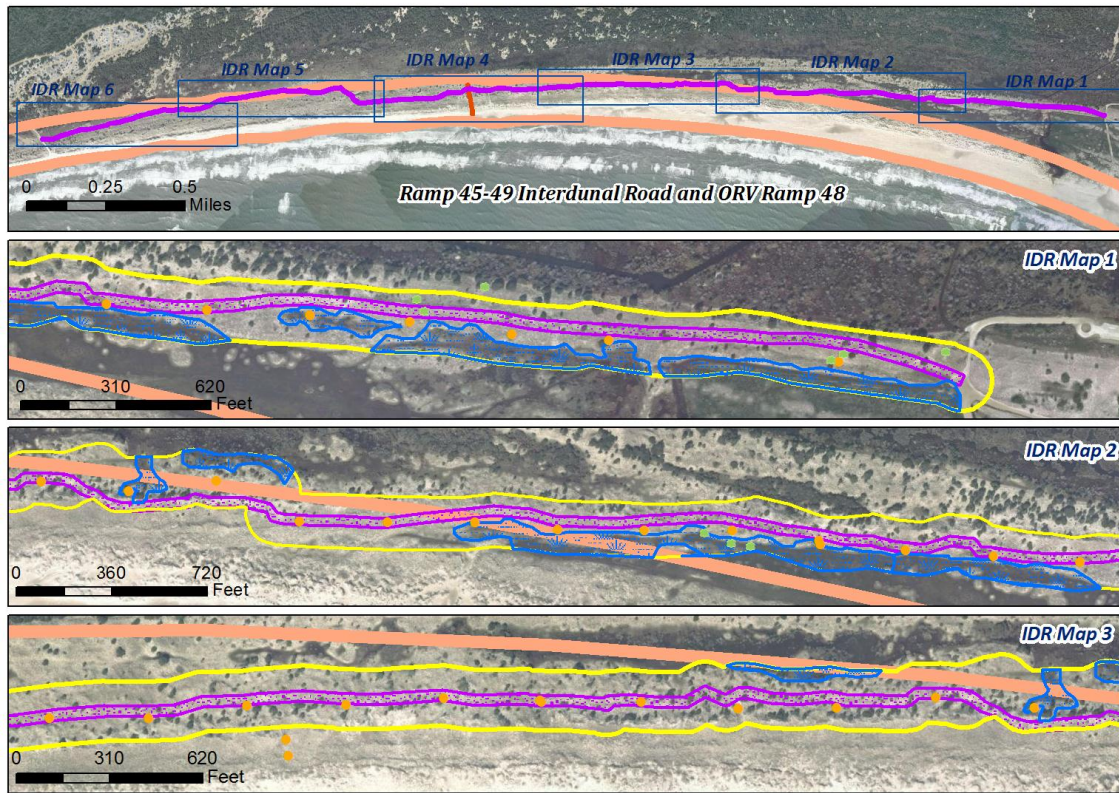 IDR Map 6
IDR Map 5
IDR Map 4
IDR Map 3
IDR Map 2
IDR Map 1
0 0.25 0.5
Miles
Ramp 45-49 Interdunal Road and ORV Ramp 48
IDR Map 1
0 310 620
Feet
IDR Map 2
0 360 720
Feet
IDR Map 3
0 310 620
Feet